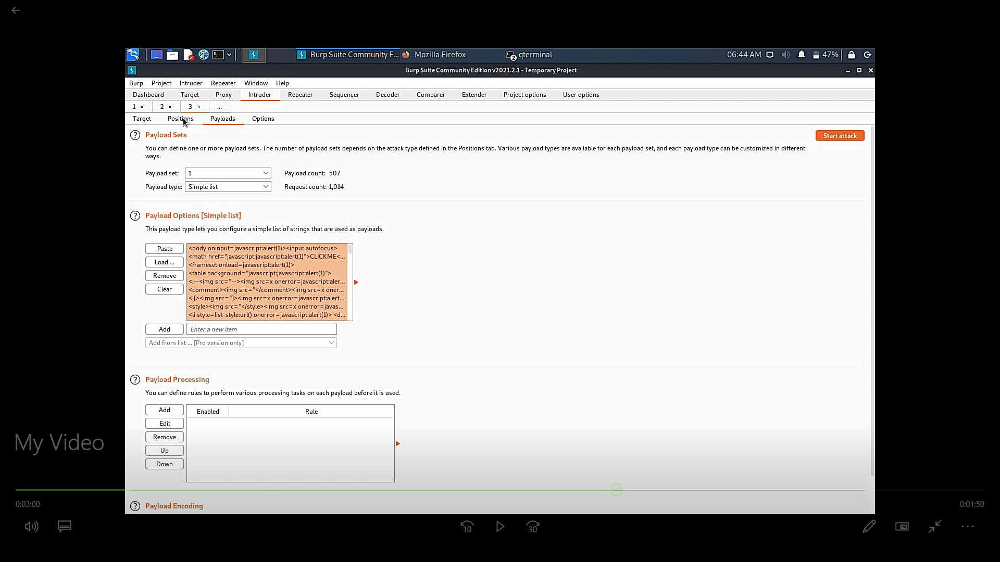 Burp Suite Community E...
Mozilla Firefox
2 qterminal
06:44 AM
47%
Burp Suite Community Edition v2021.2.1 - Temporary Project
Burp Project Intruder Repeater Window Help
Dashboard Target Proxy Intruder Repeater Sequencer Decoder Comparer Extender Project options User options
1 × 2 × 3 × ...
Target Positions Payloads Options
? Payload Sets
Start attack
You can define one or more payload sets. The number of payload sets depends on the attack type defined in the Positions tab. Various payload types are available for each payload set, and each payload type can be customized in different
ways.
Payload set: 1 Payload count: 507
Payload type: Simple list Request count: 1,014
? Payload Options [Simple list]
This payload type lets you configure a simple list of strings that are used as payloads.
Paste
Load ...
Remove
Clear
<body oninput=javascript:alert(1)><input autofocus>
<math href="javascript:javascript:alert(1)">CLICKME<...
<frameset onload=javascript:alert(1)>
<table background="javascript:javascript:alert(1)">
<!--<img src="--><img src=x onerror=javascript:aler...
<comment><img src="</comment><img src=x oner...
<![><img src="]><img src=x onerror=javascript:alert...
<style><img src="</style><img src=x onerror=javas...
<li style=list-style:url() onerror=javascript:alert(1)> <d...
Add Enter a new item
Add from list ... [Pro version only]
? Payload Processing
You can define rules to perform various processing tasks on each payload before it is used.
Add
Edit
Remove
Up
Down
Enabled Rule
My Video
0:03:00
0:01:50
? Payload Encoding
10
30